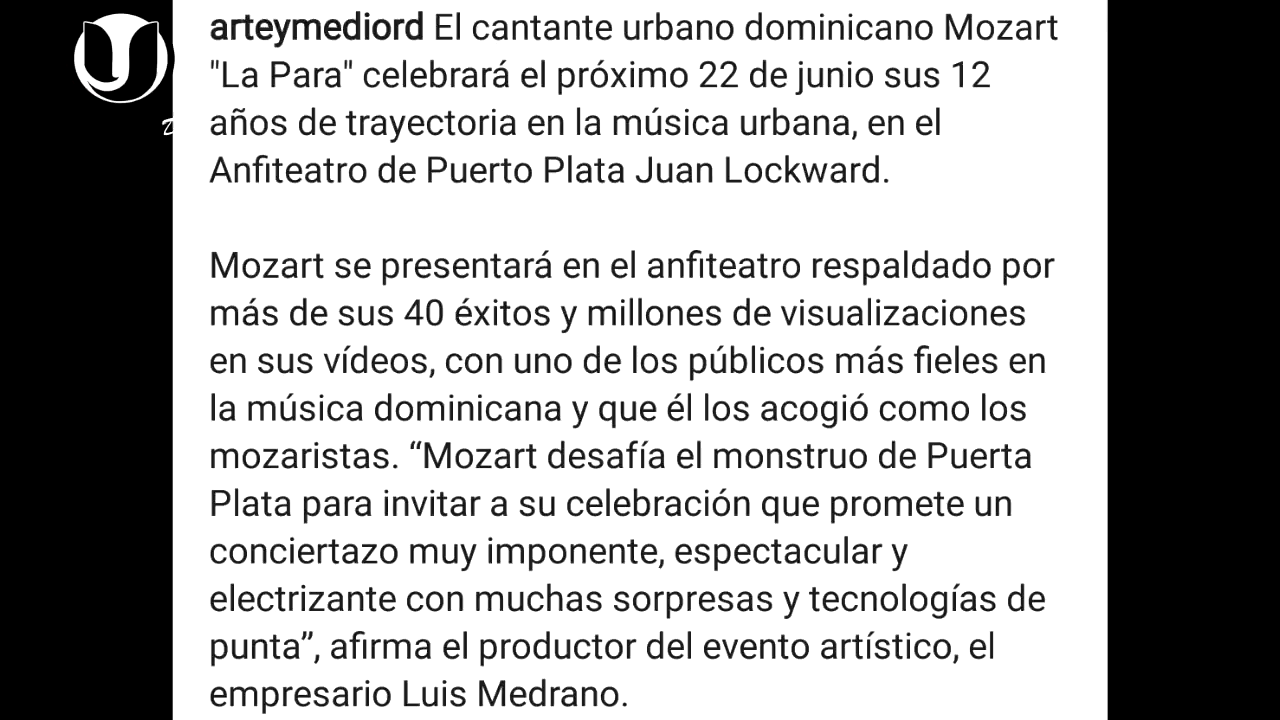 arteymediord El cantante urbano dominicano Mozart
"La Para" celebrará el próximo 22 de junio sus 12
años de trayectoria en la música urbana, en el
Anfiteatro de Puerto Plata Juan Lockward.
Mozart se presentará en el anfiteatro respaldado por
más de sus 40 éxitos y millones de visualizaciones
en sus vídeos, con uno de los públicos más fieles en
la música dominicana y que él los acogió como los
mozaristas. “Mozart desafía el monstruo de Puerta
Plata para invitar a su celebración que promete un
conciertazo muy imponente, espectacular y
electrizante con muchas sorpresas y tecnologías de
punta”, afirma el productor del evento artístico, el
empresario Luis Medrano.